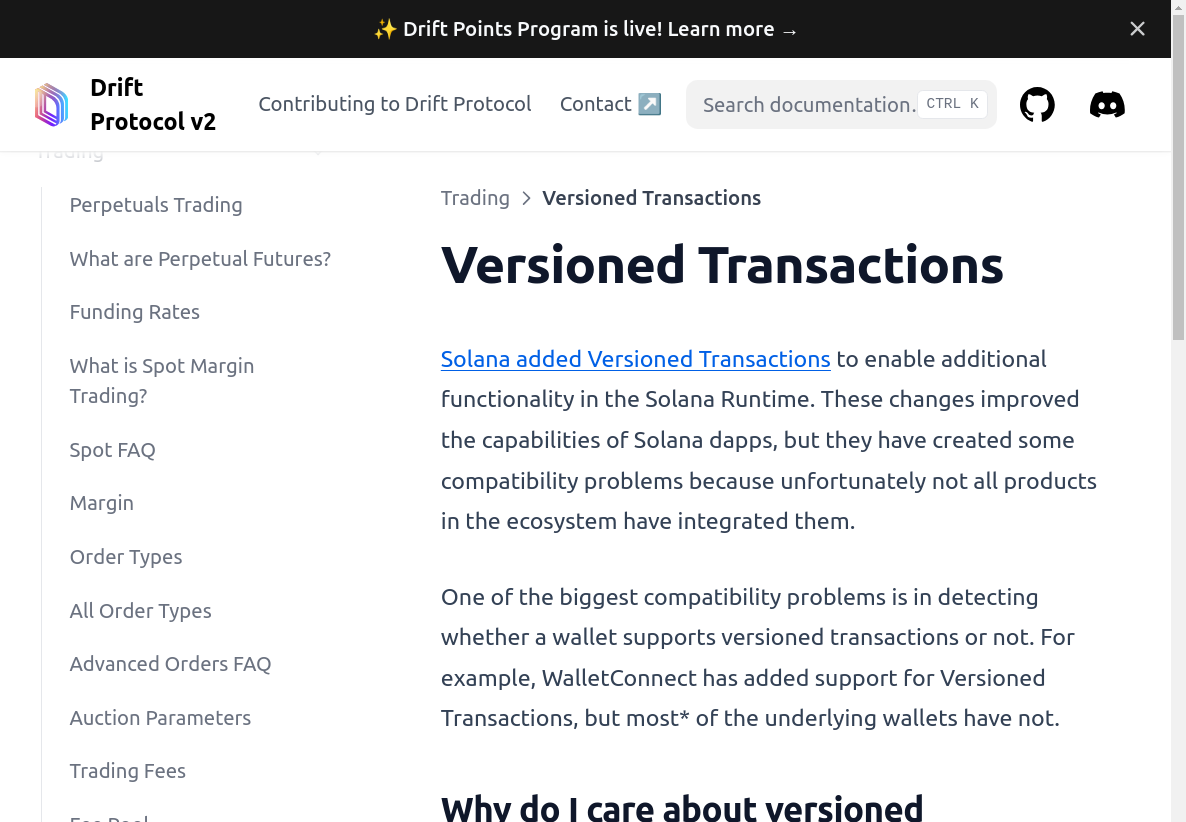 ✨ Drift Points Program is live! Learn more →
Drift
Protocol v2
Contributing to Drift Protocol
Contact ↗️
Search documentation.
CTRL K
Trading
Perpetuals Trading
What are Perpetual Futures?
Funding Rates
What is Spot Margin
Trading?
Spot FAQ
Margin
Order Types
All Order Types
Advanced Orders FAQ
Auction Parameters
Trading Fees
Fee Pool
Trading > Versioned Transactions
Versioned Transactions
Solana added Versioned Transactions to enable additional
functionality in the Solana Runtime. These changes improved
the capabilities of Solana dapps, but they have created some
compatibility problems because unfortunately not all products
in the ecosystem have integrated them.
One of the biggest compatibility problems is in detecting
whether a wallet supports versioned transactions or not. For
example, WalletConnect has added support for Versioned
Transactions, but most* of the underlying wallets have not.
Why do I care about versioned